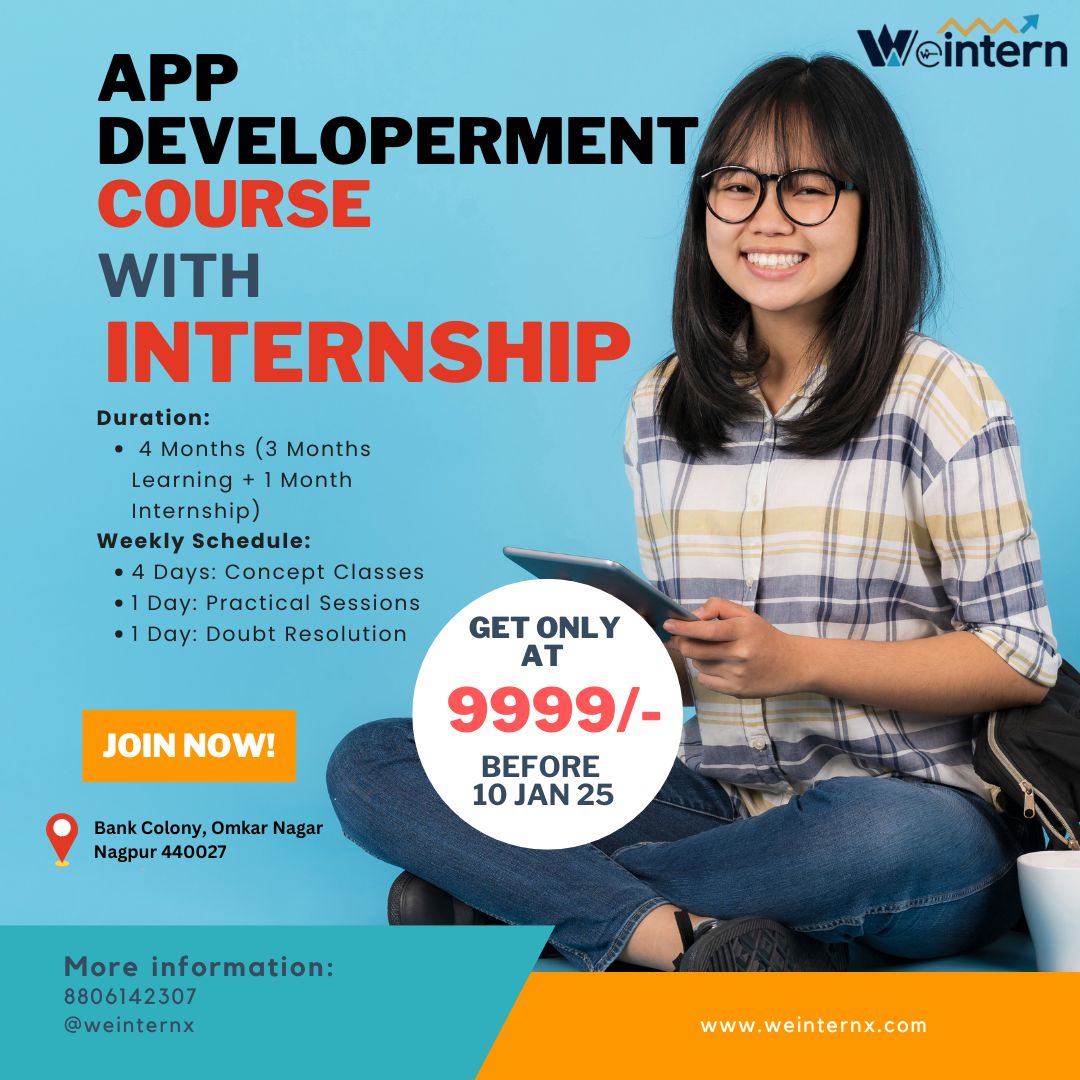 Weintern
APP
DEVELOPERMENT
COURSE
WITH
INTERNSHIP
Duration:
• 4 Months (3 Months
Learning + 1 Month
Internship)
Weekly Schedule:
• 4 Days: Concept Classes
• 1 Day: Practical Sessions
• 1 Day: Doubt Resolution
GET ONLY
AT
9999/-
BEFORE
10 JAN 25
JOIN NOW!
Bank Colony, Omkar Nagar
Nagpur 440027
More information:
8806142307
@weinternx
www.weinternx.com